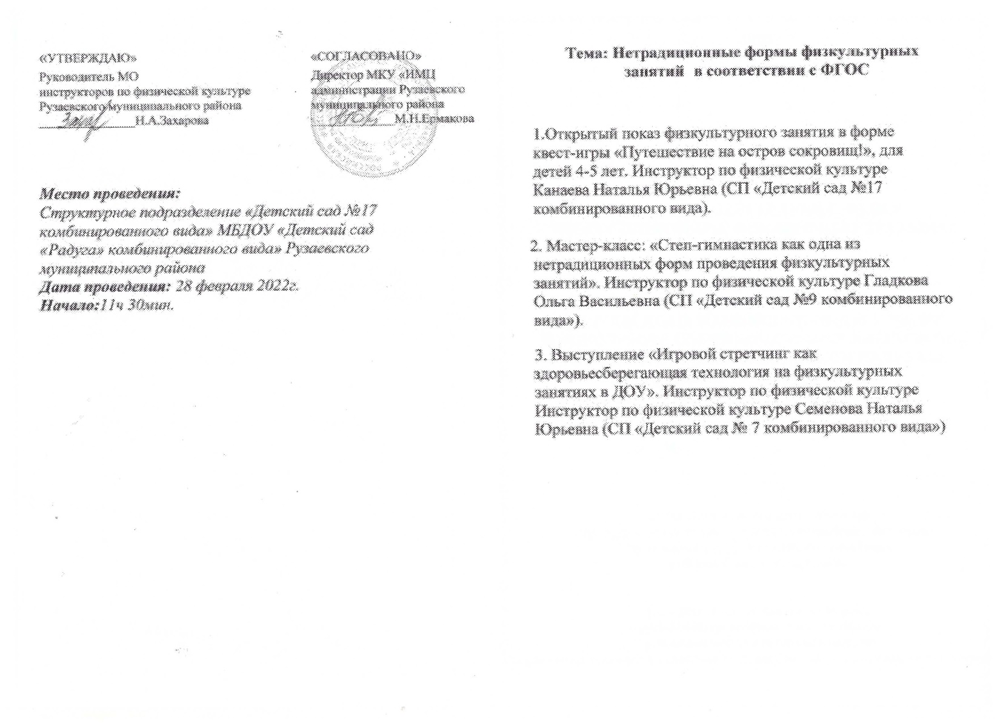 «УТВЕРЖДАЮ»
Руководитель МО
инструкторов по физической культуре
Рузаевского муниципального района
Н.А.Захарова
«СОГЛАСОВАНО»
Директор МКУ «ИМЦ
администрации Рузаевского
муниципального района
М.Н.Ермакова
Место проведения:
Структурное подразделение «Детский сад №17
комбинированного вида» МБДОУ «Детский сад
«Радуга» комбинированного вида» Рузаевского
муниципального района
Дата проведения: 28 февраля 2022г.
Начало:11ч 30мин.
Тема: Нетрадиционные формы физкультурных
занятий в соответствии с ФГОС
1.Открытый показ физкультурного занятия в форме
квест-игры «Путешествие на остров сокровищ!», для
детей 4-5 лет. Инструктор по физической культуре
Канаева Наталья Юрьевна (СП «Детский сад №17
комбинированного вида).
2. Мастер-класс: «Степ-гимнастика как одна из
нетрадиционных форм проведения физкультурных
занятий». Инструктор по физической культуре Гладкова
Ольга Васильевна (СП «Детский сад №9 комбинированного
вида»).
3. Выступление «Игровой стретчинг как
здоровьесберегающая технология на физкультурных
занятиях в ДОУ». Инструктор по физической культуре
Инструктор по физической культуре Семенова Наталья
Юрьевна (СП «Детский сад № 7 комбинированного вида»)